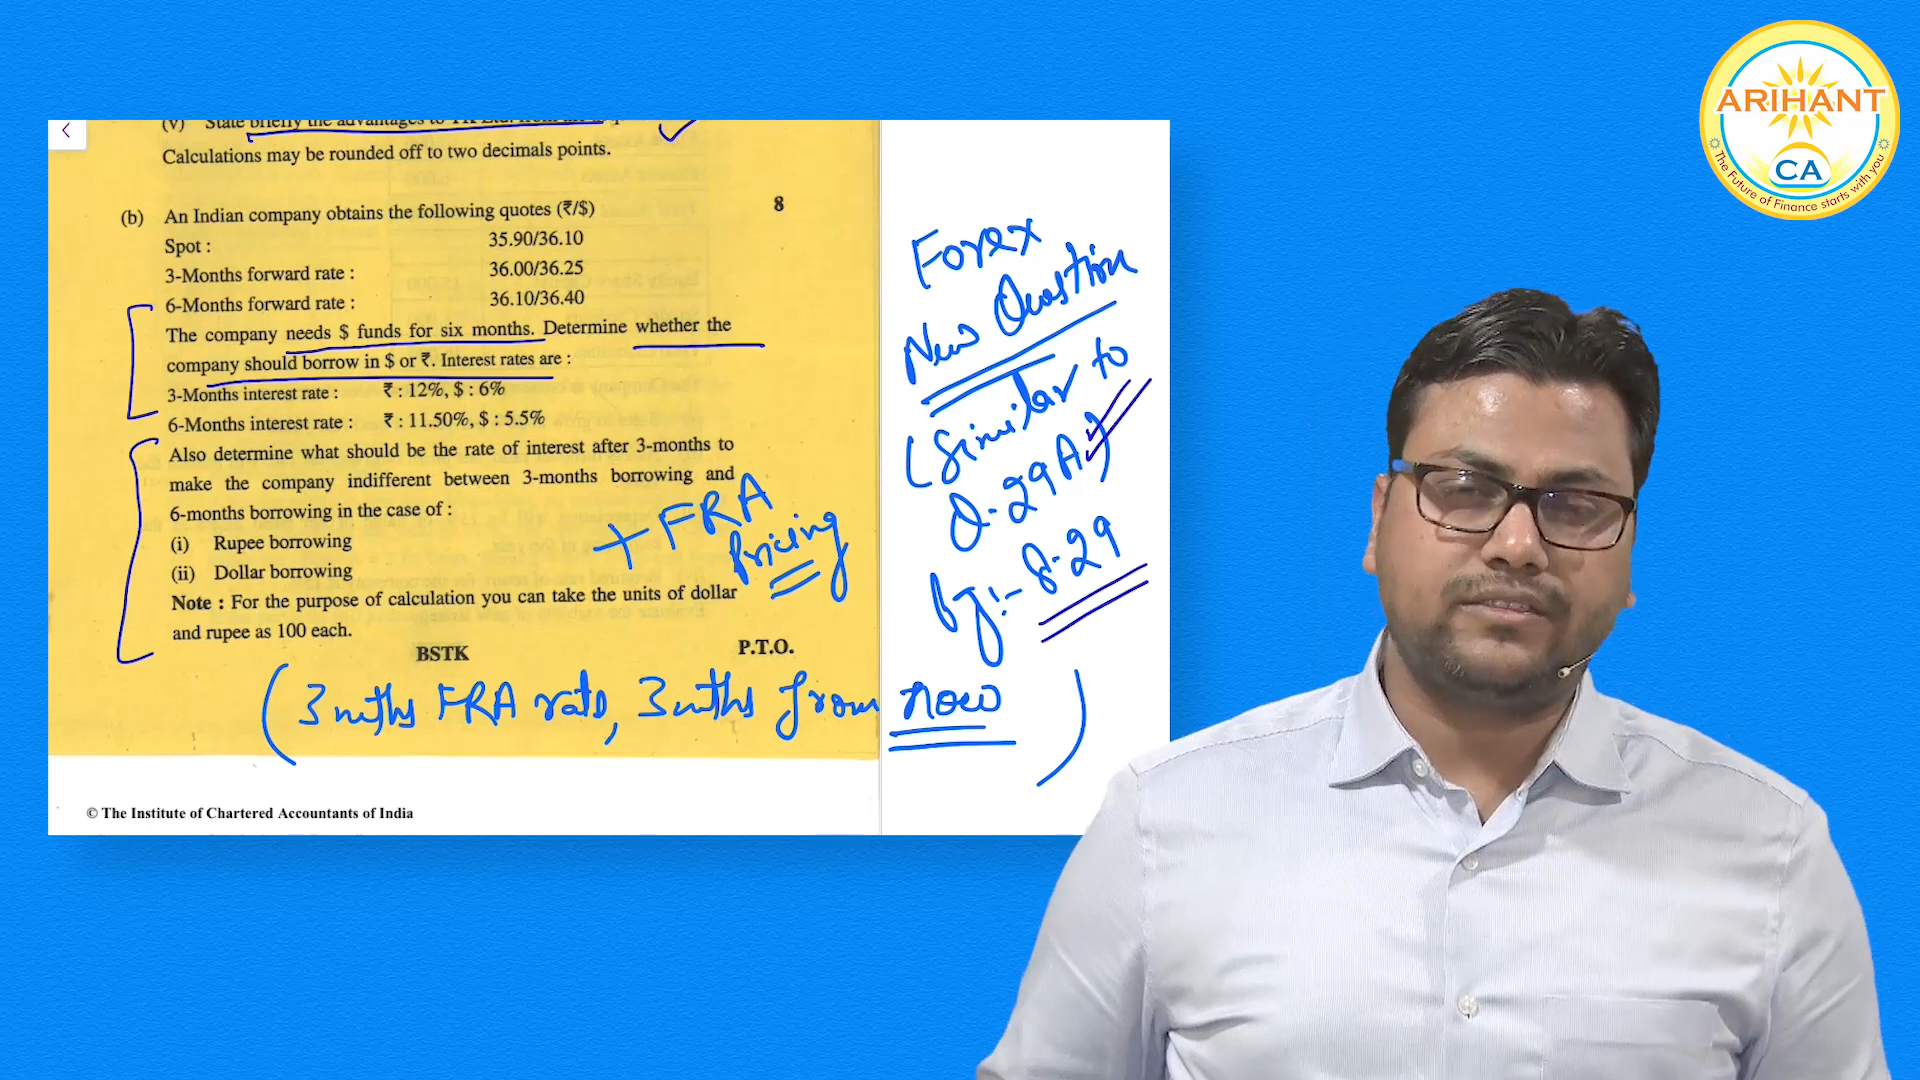 (v) State briefly the advantages to
Calculations may be rounded off to two decimals points.
8
(b) An Indian company obtains the following quotes (₹/$)
Spot : 35.90/36.10
3-Months forward rate : 36.00/36.25
6-Months forward rate : 36.10/36.40
The company needs $ funds for six months. Determine whether the
company should borrow in $ or ₹. Interest rates are :
3-Months interest rate : ₹ : 12%, $ : 6%
6-Months interest rate : ₹ : 11.50%, $ : 5.5%
Also determine what should be the rate of interest after 3-months to
make the company indifferent between 3-months borrowing and
6-months borrowing in the case of :
(i) Rupee borrowing
(ii) Dollar borrowing
Note : For the purpose of calculation you can take the units of dollar
and rupee as 100 each.
BSTK P.T.O.
+ FRA
Pricing
(3 mths FRA rate, 3 mths from now)
© The Institute of Chartered Accountants of India
Forex
New Question
(Similar to
Q-29A)
Pg:- 8.29
ARIHANT
CA
The Future of Finance starts with you